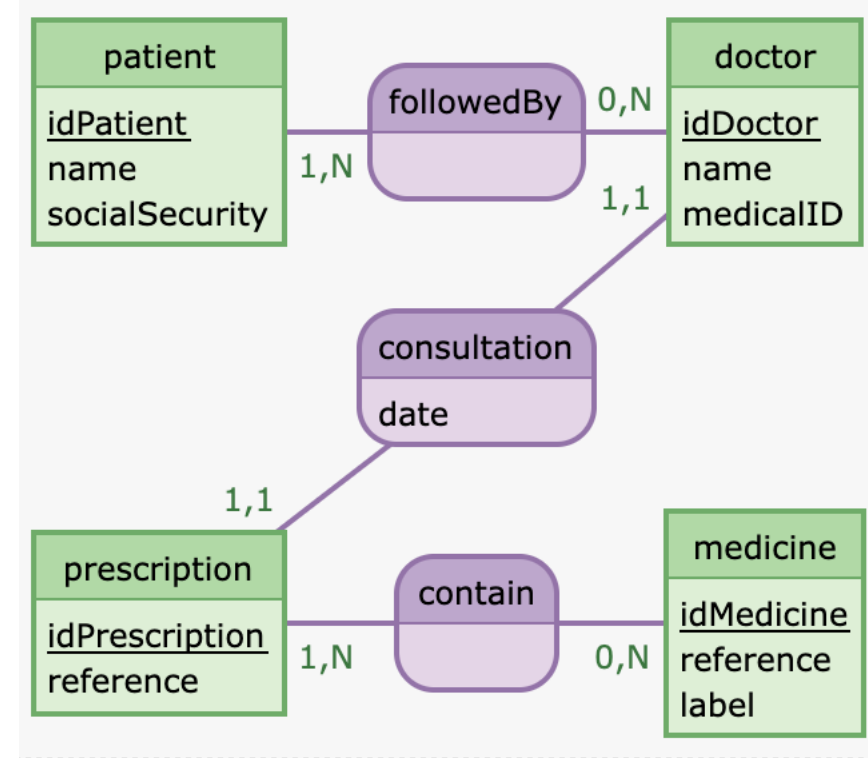 patient
idPatient
name
socialSecurity
1,N
followedBy
0,N
doctor
idDoctor
name
medicalID
1,1
consultation
date
1,1
prescription
idPrescription
reference
1,N
contain
0,N
medicine
idMedicine
reference
label